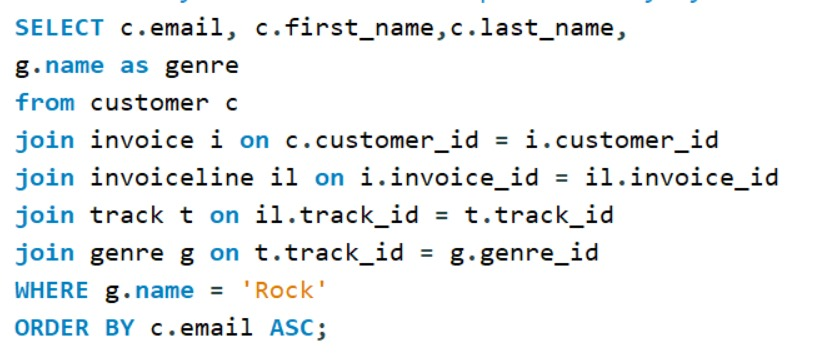 SELECT c.email, c.first_name,c.last_name,
g.name as genre
from customer c
join invoice i on c.customer_id = i.customer_id
join invoiceline il on i.invoice_id = il.invoice_id
join track t on il.track_id = t.track_id
join genre g on t.track_id = g.genre_id
WHERE g.name = 'Rock'
ORDER BY c.email ASC;